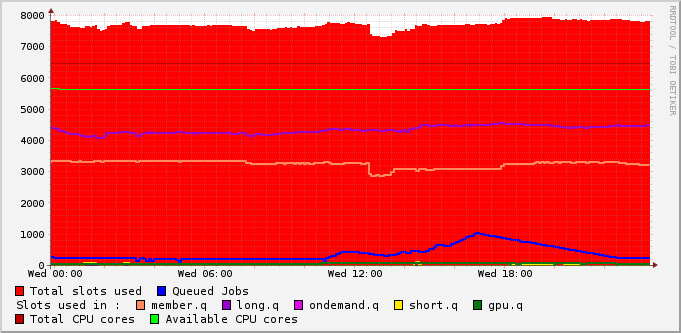 8000
7000
6000
5000
4000
3000
2000
1000
0
Wed 00:00 Wed 06:00 Wed 12:00 Wed 18:00
Total slots used Queued Jobs
Slots used in : member.q long.q ondemand.q short.q gpu.q
Total CPU cores Available CPU cores
RRDTOOL / TOBI OETIKER